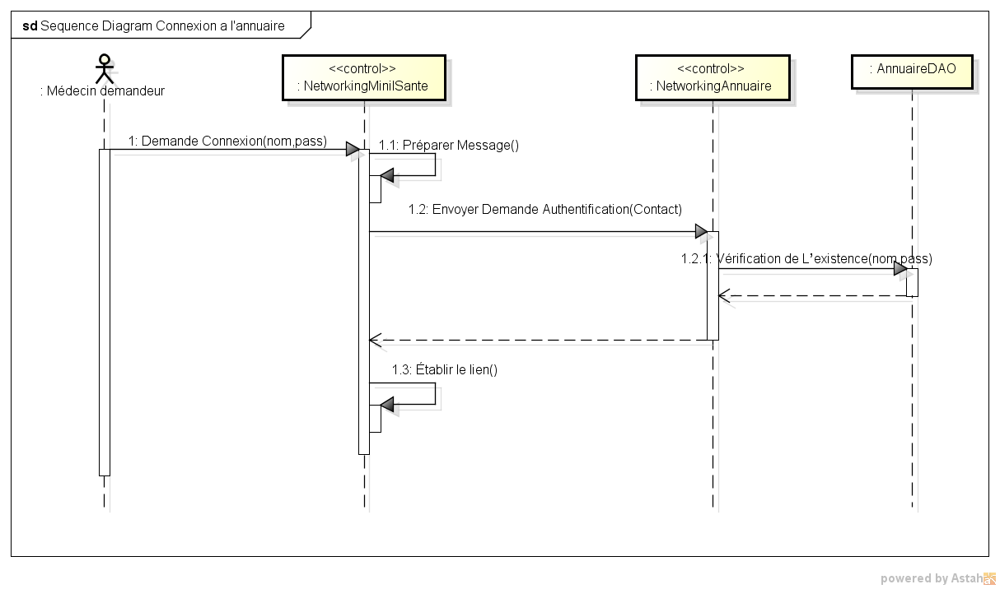 sd Sequence Diagram Connexion a l'annuaire
: Médecin demandeur
<<control>>
: NetworkingMinilSante
<<control>>
: NetworkingAnnuaire
: AnnuaireDAO
1: Demande Connexion(nom,pass)
1.1: Préparer Message()
1.2: Envoyer Demande Authentification(Contact)
1.2.1: Vérification de L’existence(nom,pass)
1.3: Établir le lien()
powered by Astah